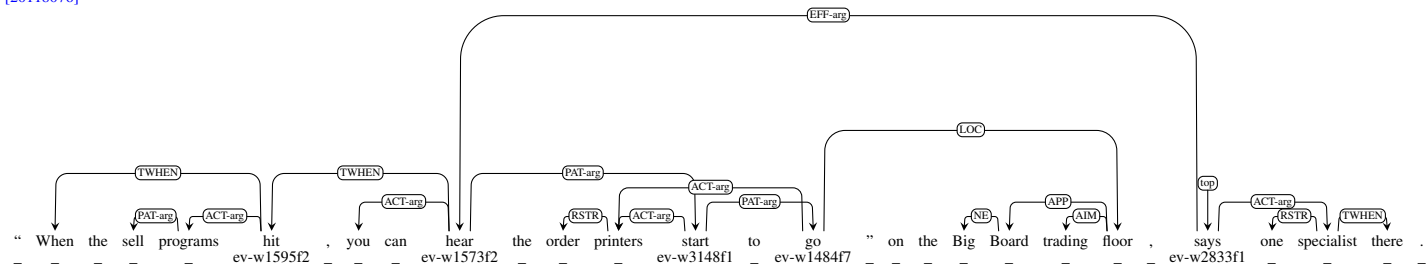 [20118070]
EFF-arg
LOC
TWHEN TWHEN PAT-arg
ACT-arg top
ACT-arg PAT-arg APP ACT-arg
PAT-arg ACT-arg RSTR ACT-arg NE AIM RSTR TWHEN
“ When the sell programs hit , you can hear the order printers start to go ” on the Big Board trading floor , says one specialist there .
_ _ _ _ _ ev-w1595f2 _ _ _ ev-w1573f2 _ _ _ ev-w3148f1 _ ev-w1484f7 _ _ _ _ _ _ _ _ ev-w2833f1 _ _ _ _